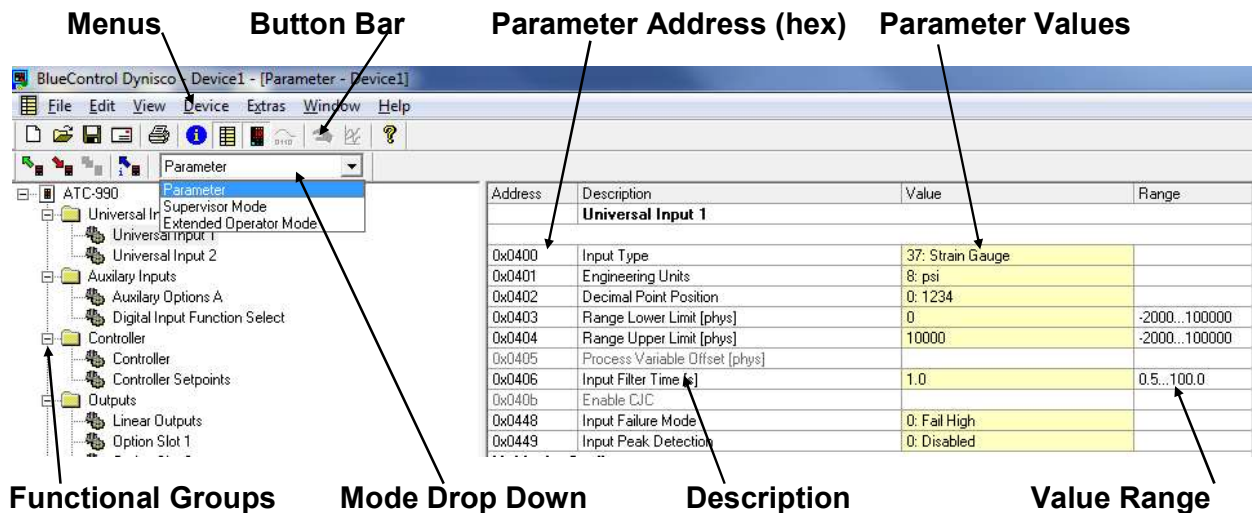 Menus Button Bar Parameter Address (hex) Parameter Values
BlueControl Dynisco - Device1 - [Parameter - Device1]
File Edit View Device Extras Window Help
Parameter
Parameter
Supervisor Mode
Extended Operator Mode
ATC-990
Universal In
Universal Input 1
Universal Input 2
Auxilary Inputs
Auxilary Options A
Digital Input Function Select
Controller
Controller
Controller Setpoints
Outputs
Linear Outputs
Option Slot 1
Address Description Value Range
Universal Input 1
0x0400 Input Type 37: Strain Gauge
0x0401 Engineering Units 8: psi
0x0402 Decimal Point Position 0: 1234
0x0403 Range Lower Limit [phys] 0 -2000...100000
0x0404 Range Upper Limit [phys] 10000 -2000...100000
0x0405 Process Variable Offset [phys]
0x0406 Input Filter Time [s] 1.0 0.5...100.0
0x040b Enable CJC
0x0448 Input Failure Mode 0: Fail High
0x0449 Input Peak Detection 0: Disabled
Functional Groups Mode Drop Down Description Value Range